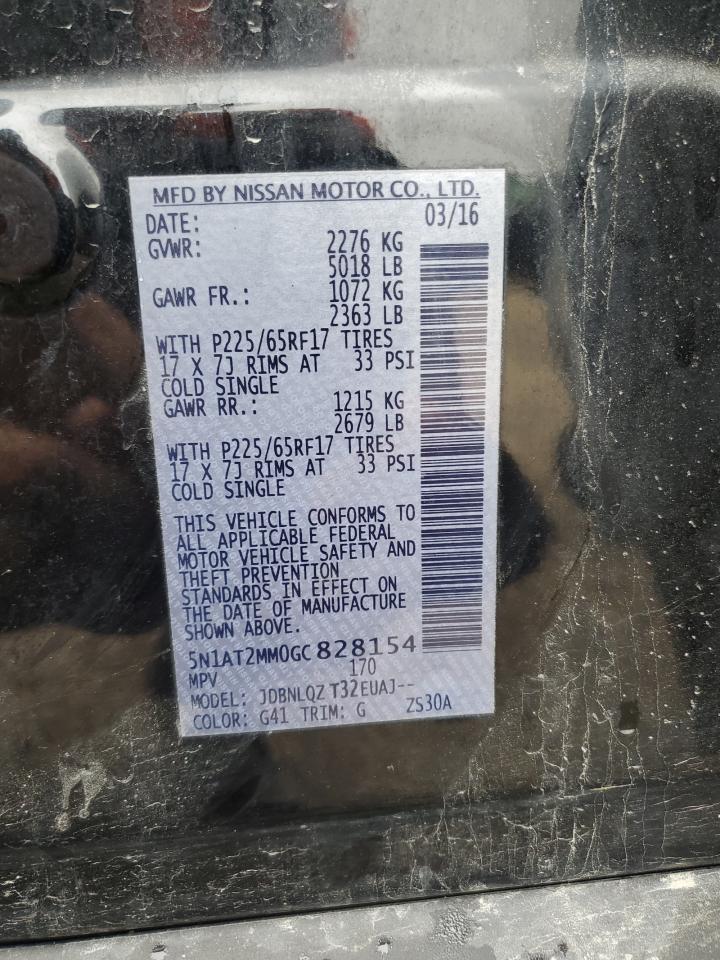 MFD BY NISSAN MOTOR CO., LTD.
DATE: 03/16
GVWR: 2276 KG
5018 LB
GAWR FR.: 1072 KG
2363 LB
WITH P225/65RF17 TIRES
17 X 7J RIMS AT 33 PSI
COLD SINGLE
GAWR RR.: 1215 KG
2679 LB
WITH P225/65RF17 TIRES
17 X 7J RIMS AT 33 PSI
COLD SINGLE
THIS VEHICLE CONFORMS TO
ALL APPLICABLE FEDERAL
MOTOR VEHICLE SAFETY AND
THEFT PREVENTION
STANDARDS IN EFFECT ON
THE DATE OF MANUFACTURE
SHOWN ABOVE.
5N1AT2MM0GC828154
MPV 170
MODEL: JDBNLQZ T32EUAJ--
COLOR: G41 TRIM: G ZS30A